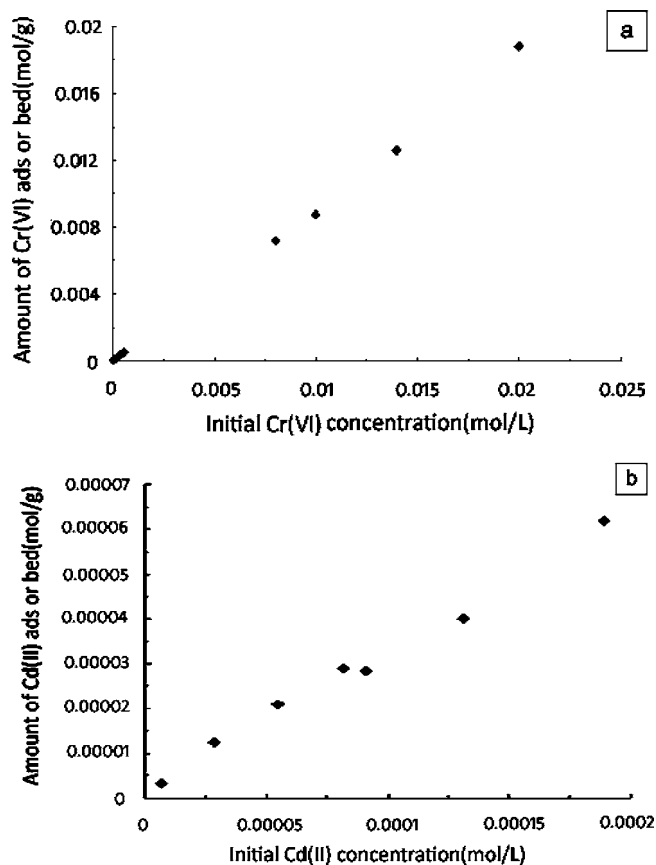 a
Amount of Cr(VI) ads or bed(mol/g)
0.02
0.016
0.012
0.008
0.004
0
0 0.005 0.01 0.015 0.02 0.025
Initial Cr(VI) concentration(mol/L)
b
Amount of Cd(II) ads or bed(mol/g)
0.00007
0.00006
0.00005
0.00004
0.00003
0.00002
0.00001
0
0 0.00005 0.0001 0.00015 0.0002
Initial Cd(II) concentration(mol/L)